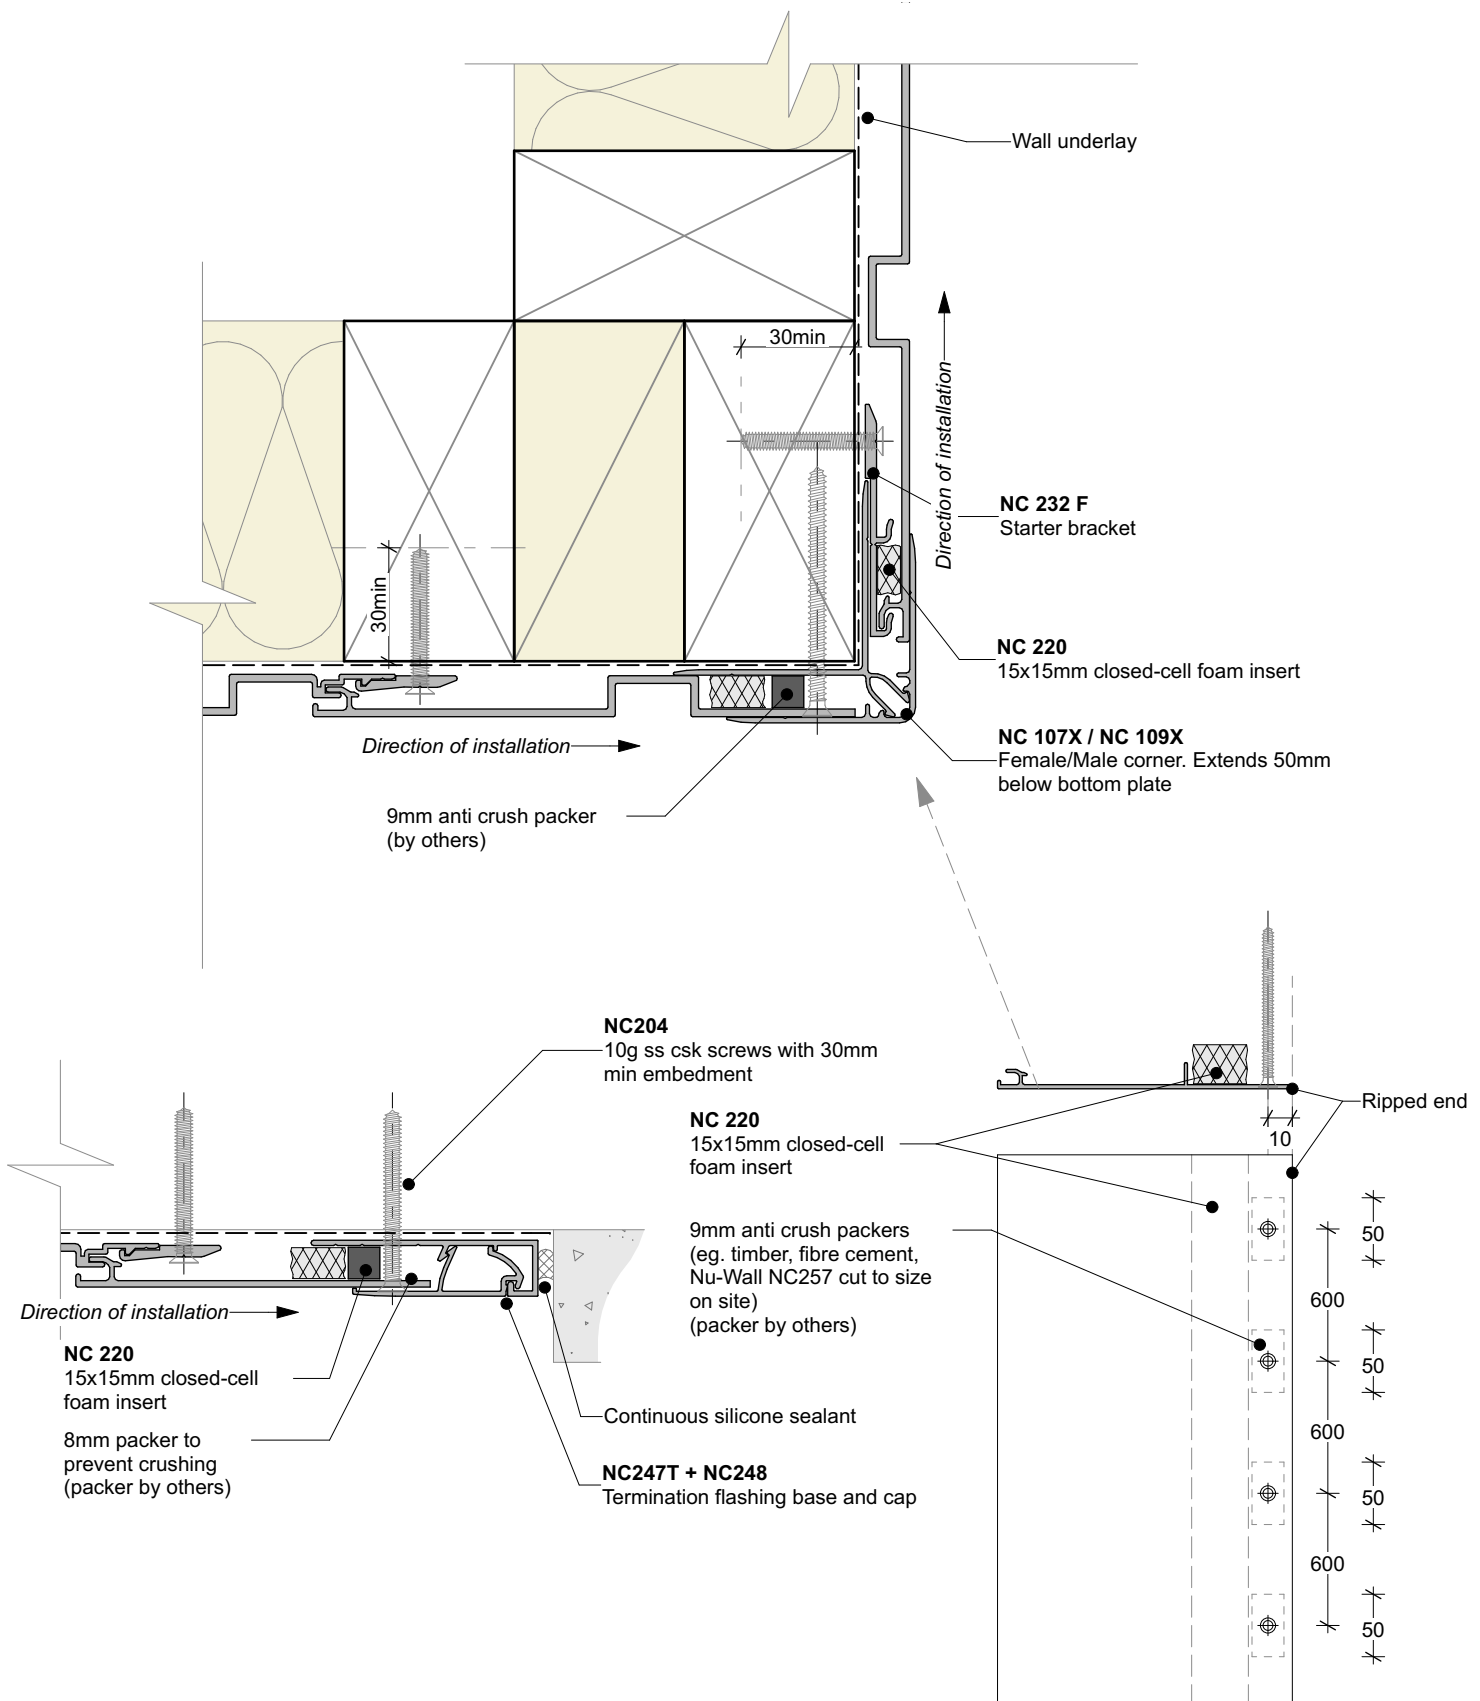 Wall underlay
30min
Direction of installation
NC 232 F
Starter bracket
30min
NC 220
15x15mm closed-cell foam insert
Direction of installation
NC 107X / NC 109X
Female/Male corner. Extends 50mm
below bottom plate
9mm anti crush packer
(by others)
NC204
10g ss csk screws with 30mm
min embedment
Ripped end
10
NC 220
15x15mm closed-cell
foam insert
9mm anti crush packers
(eg. timber, fibre cement,
Nu-Wall NC257 cut to size
on site)
(packer by others)
Direction of installation
NC 220
15x15mm closed-cell
foam insert
8mm packer to
prevent crushing
(packer by others)
Continuous silicone sealant
NC247T + NC248
Termination flashing base and cap
50
600
50
600
50
600
50